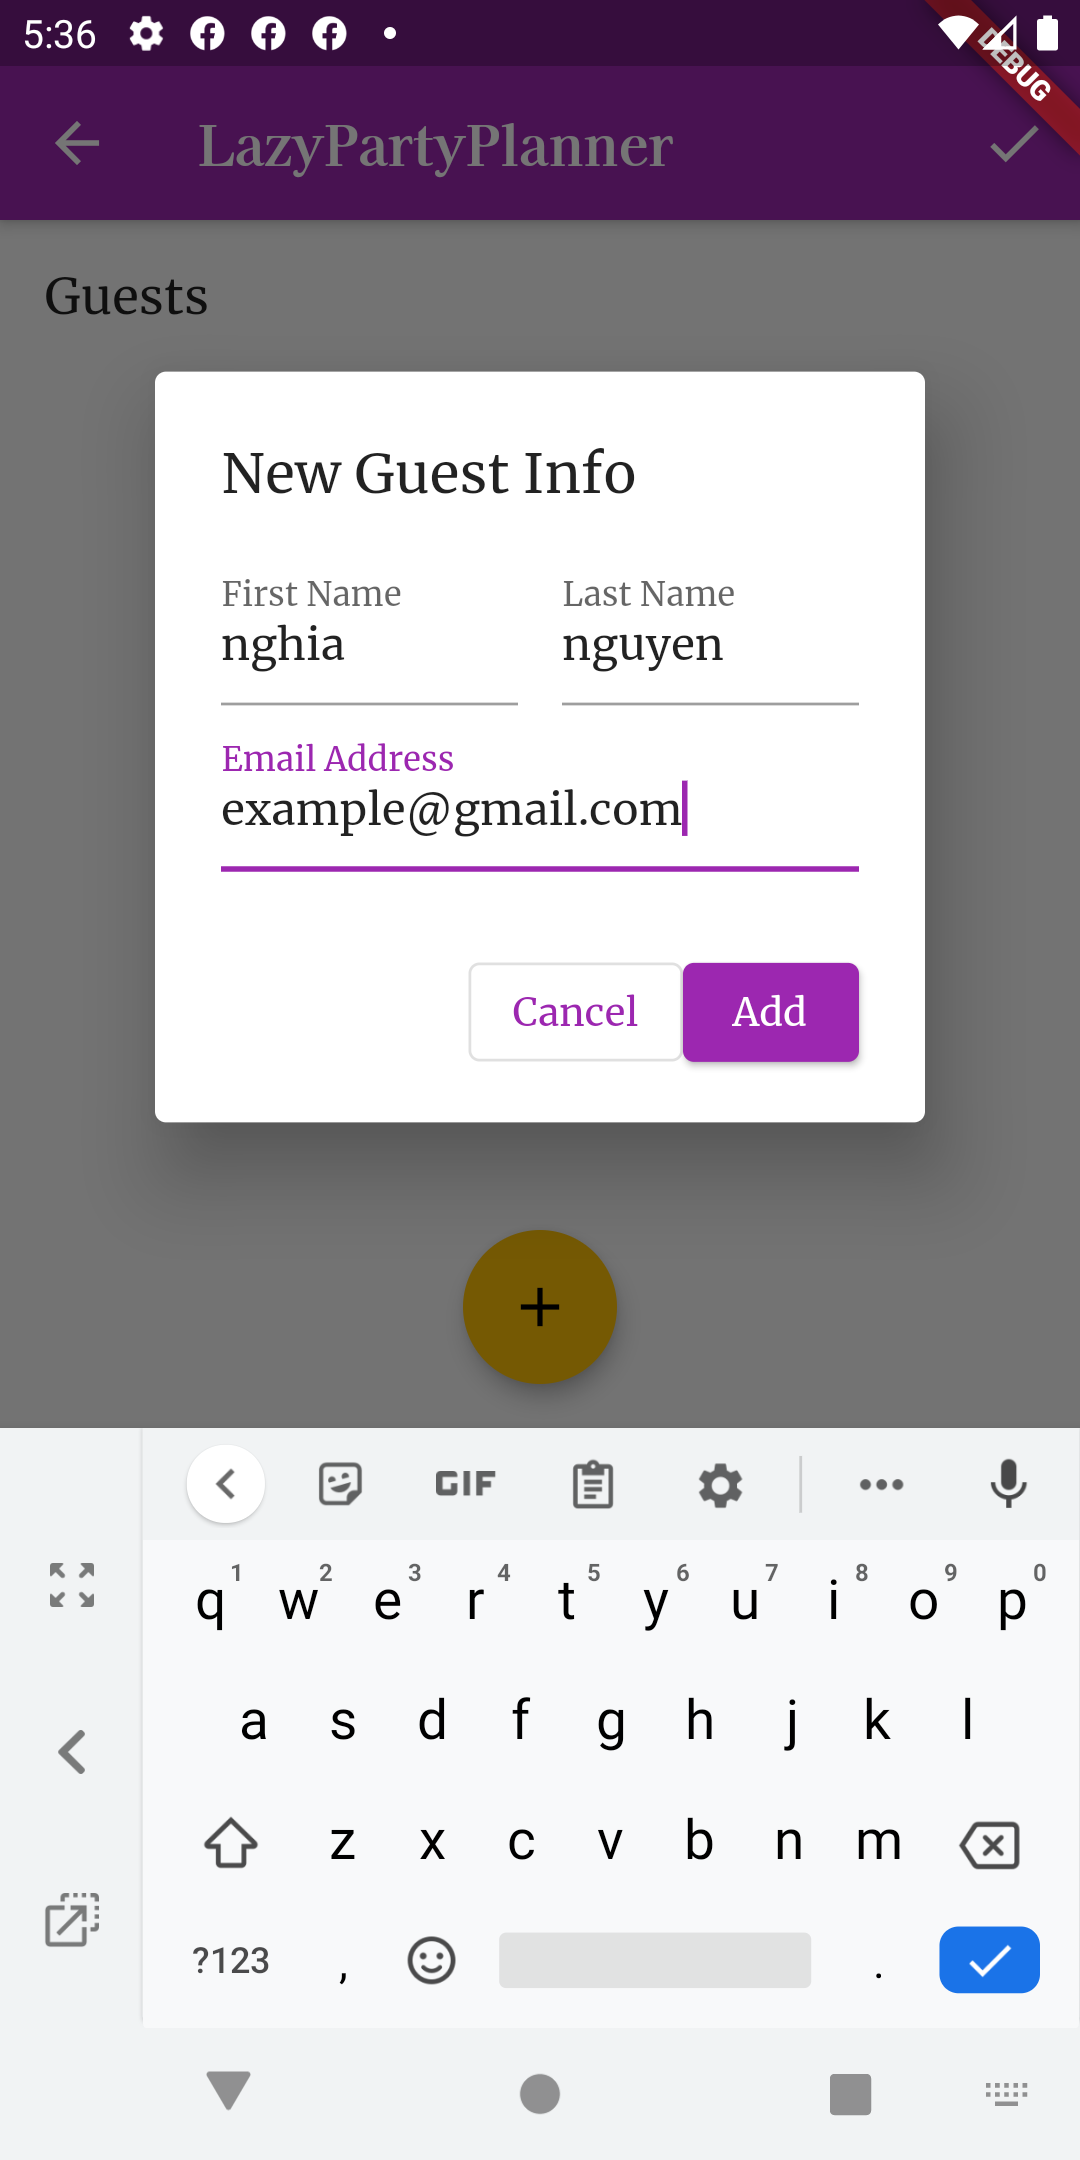 5:36
DEBUG
LazyPartyPlanner
Guests
New Guest Info
First Name Last Name
nghia nguyen
Email Address
example@gmail.com
Cancel Add
GIF
1 2 3 4 5 6 7 8 9 0
q w e r t y u i o p
a s d f g h j k l
z x c v b n m
?123 , .